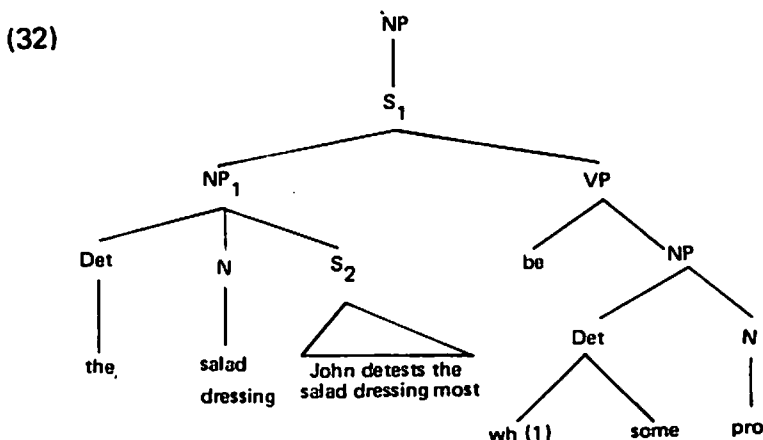 NP
(32)
S1
NP1 VP
Det N S2 be NP
the salad dressing John detests the salad dressing most Det N
wh (1) some pro